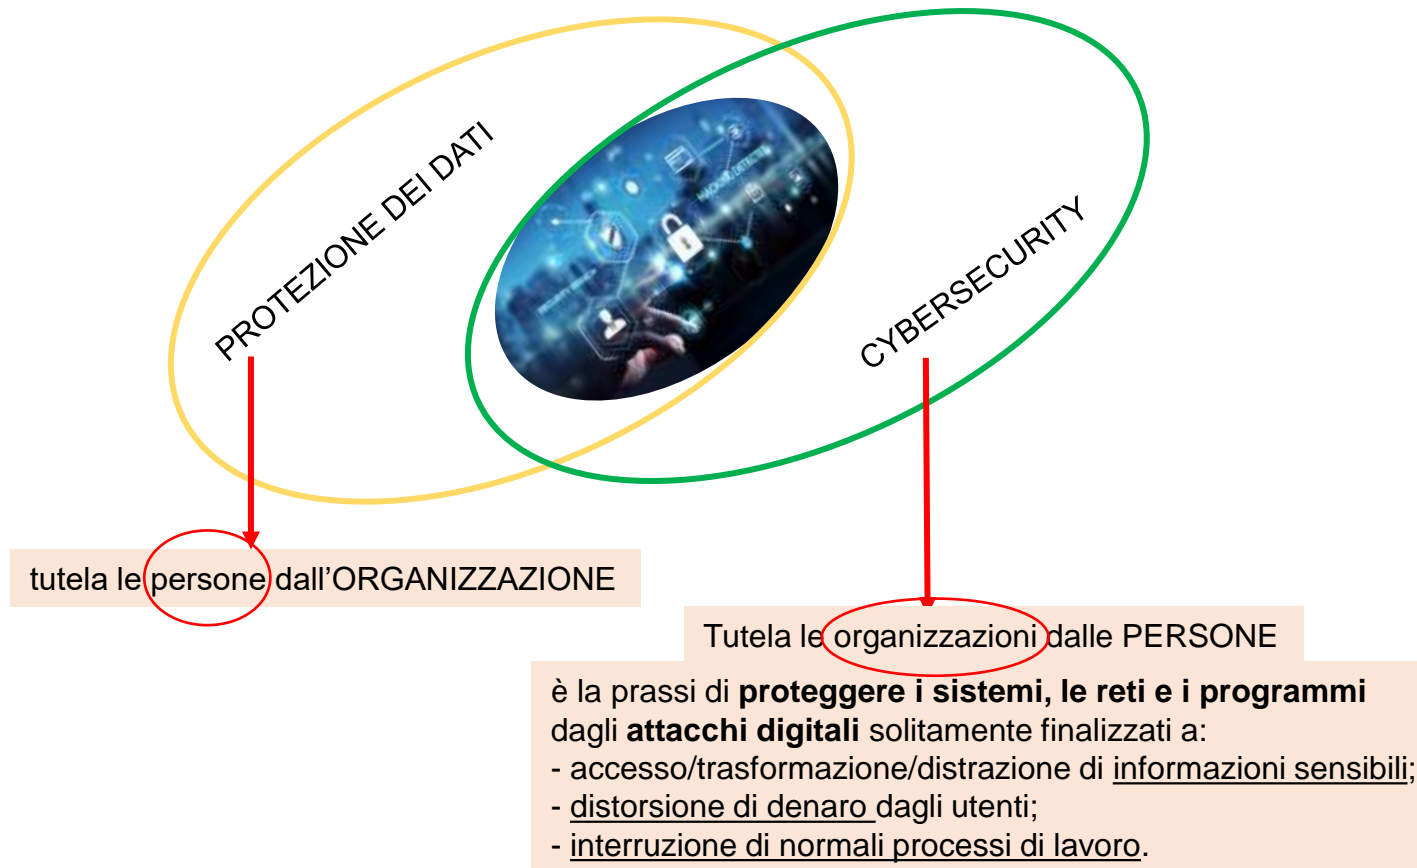 PROTEZIONE DEI DATI
CYBERSECURITY
tutela le persone dall’ORGANIZZAZIONE
Tutela le organizzazioni dalle PERSONE
è la prassi di proteggere i sistemi, le reti e i programmi
dagli attacchi digitali solitamente finalizzati a:
- accesso/trasformazione/distrazione di informazioni sensibili;
- distorsione di denaro dagli utenti;
- interruzione di normali processi di lavoro.